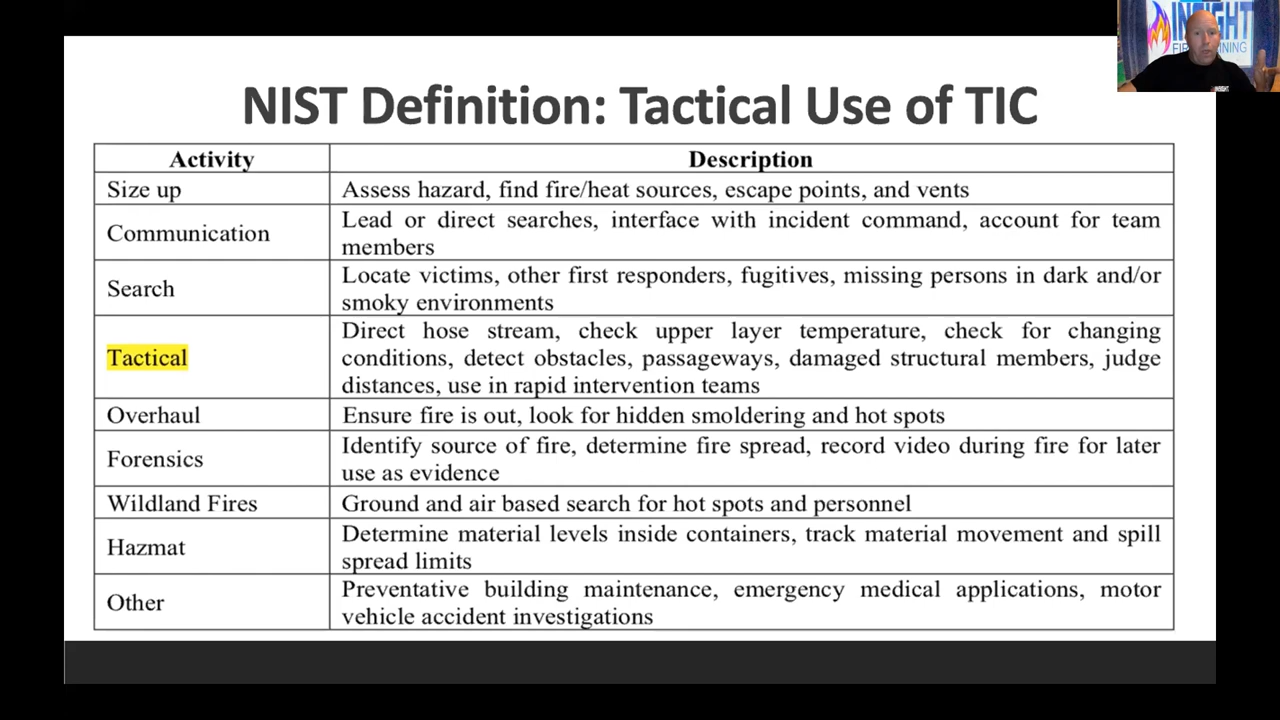 INSIGHT
NIST Definition: Tactical Use of TIC
Activity Description
Size up Assess hazard, find fire/heat sources, escape points, and vents
Communication Lead or direct searches, interface with incident command, account for team
members
Search Locate victims, other first responders, fugitives, missing persons in dark and/or
smoky environments
Tactical Direct hose stream, check upper layer temperature, check for changing
conditions, detect obstacles, passageways, damaged structural members, judge
distances, use in rapid intervention teams
Overhaul Ensure fire is out, look for hidden smoldering and hot spots
Forensics Identify source of fire, determine fire spread, record video during fire for later
use as evidence
Wildland Fires Ground and air based search for hot spots and personnel
Hazmat Determine material levels inside containers, track material movement and spill
spread limits
Other Preventative building maintenance, emergency medical applications, motor
vehicle accident investigations